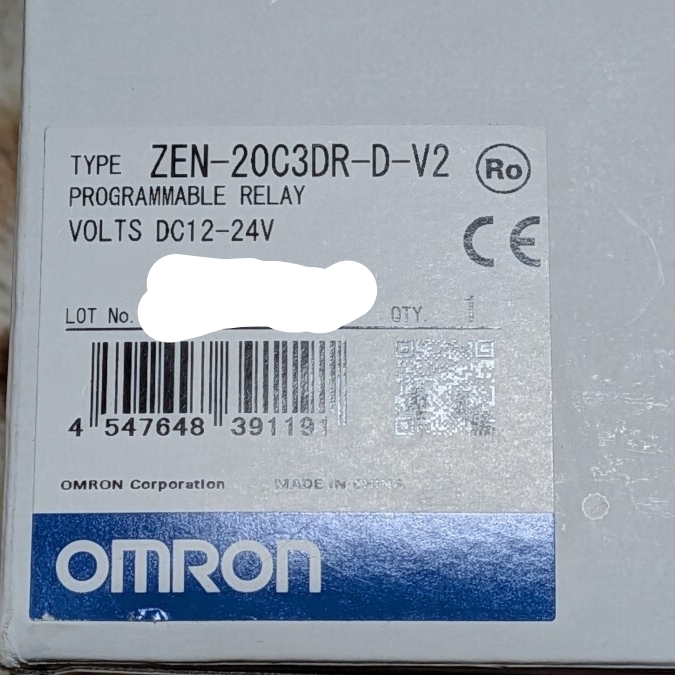 TYPE ZEN-20C3DR-D-V2 Ro
PROGRAMMABLE RELAY
VOLTS DC12-24V
CE
LOT No. QTY. 1
4 547648 391191
OMRON Corporation MADE IN CHINA
OMRON